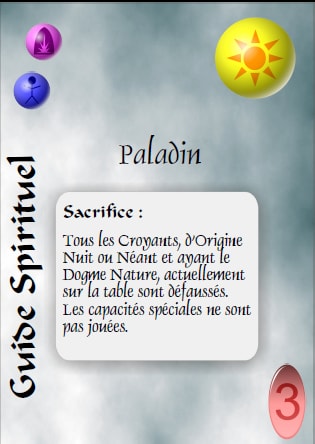 Paladin
Guide Spirituel
Sacrifice :
Tous les Croyants, d'Origine
Nuit ou Néant et ayant le
Dogme Nature, actuellement
sur la table sont défaussés.
Les capacités spéciales ne sont
pas jouées.
3